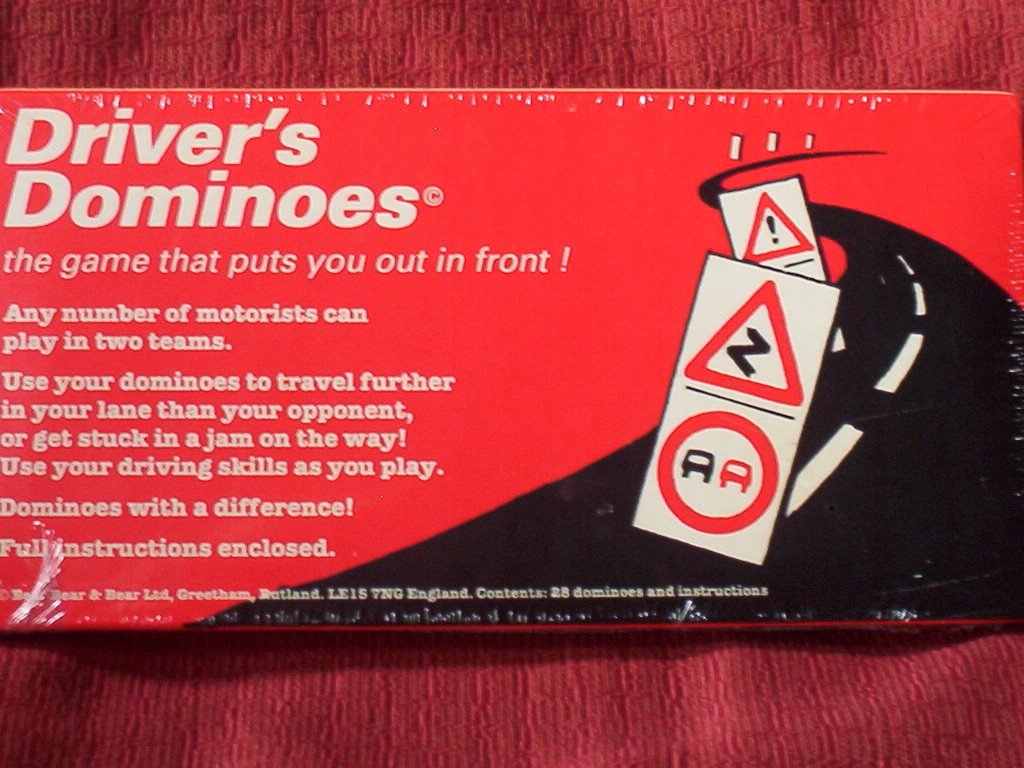 Driver's
Dominoes©
the game that puts you out in front !
Any number of motorists can
play in two teams.
Use your dominoes to travel further
in your lane than your opponent,
or get stuck in a jam on the way!
Use your driving skills as you play.
Dominoes with a difference!
Full instructions enclosed.
© Bear & Bear Ltd, Greetham, Rutland. LE15 7NG England. Contents: 28 dominoes and instructions
!